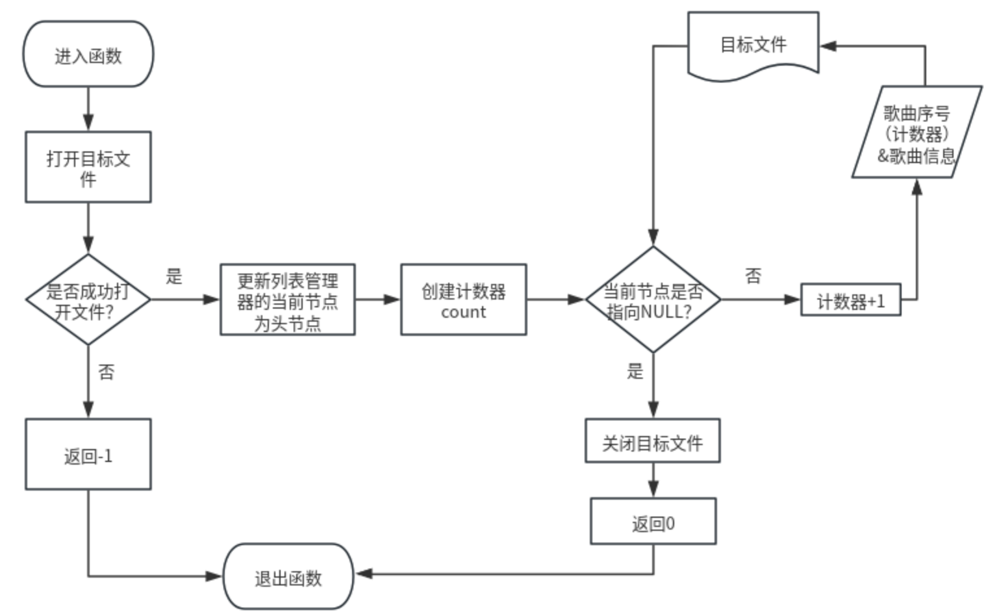 进入函数
打开目标文
件
是否成功打
开文件?
是
否
更新列表管理
器的当前节点
为头节点
创建计数器
count
当前节点是否
指向NULL?
否
是
计数器+1
歌曲序号
(计数器)
&歌曲信息
目标文件
关闭目标文件
返回0
返回-1
退出函数